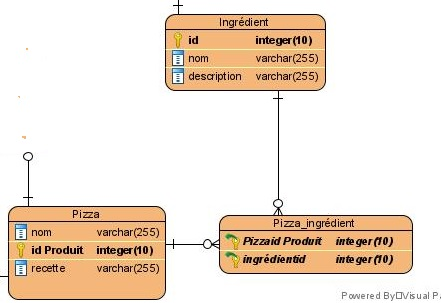 Ingrédient
id integer(10)
nom varchar(255)
description varchar(255)
Pizza
nom varchar(255)
id Produit integer(10)
recette varchar(255)
Pizza_ingrédient
Pizzaid Produit integer(10)
ingrédientid integer(10)
Powered By□Visual Pa